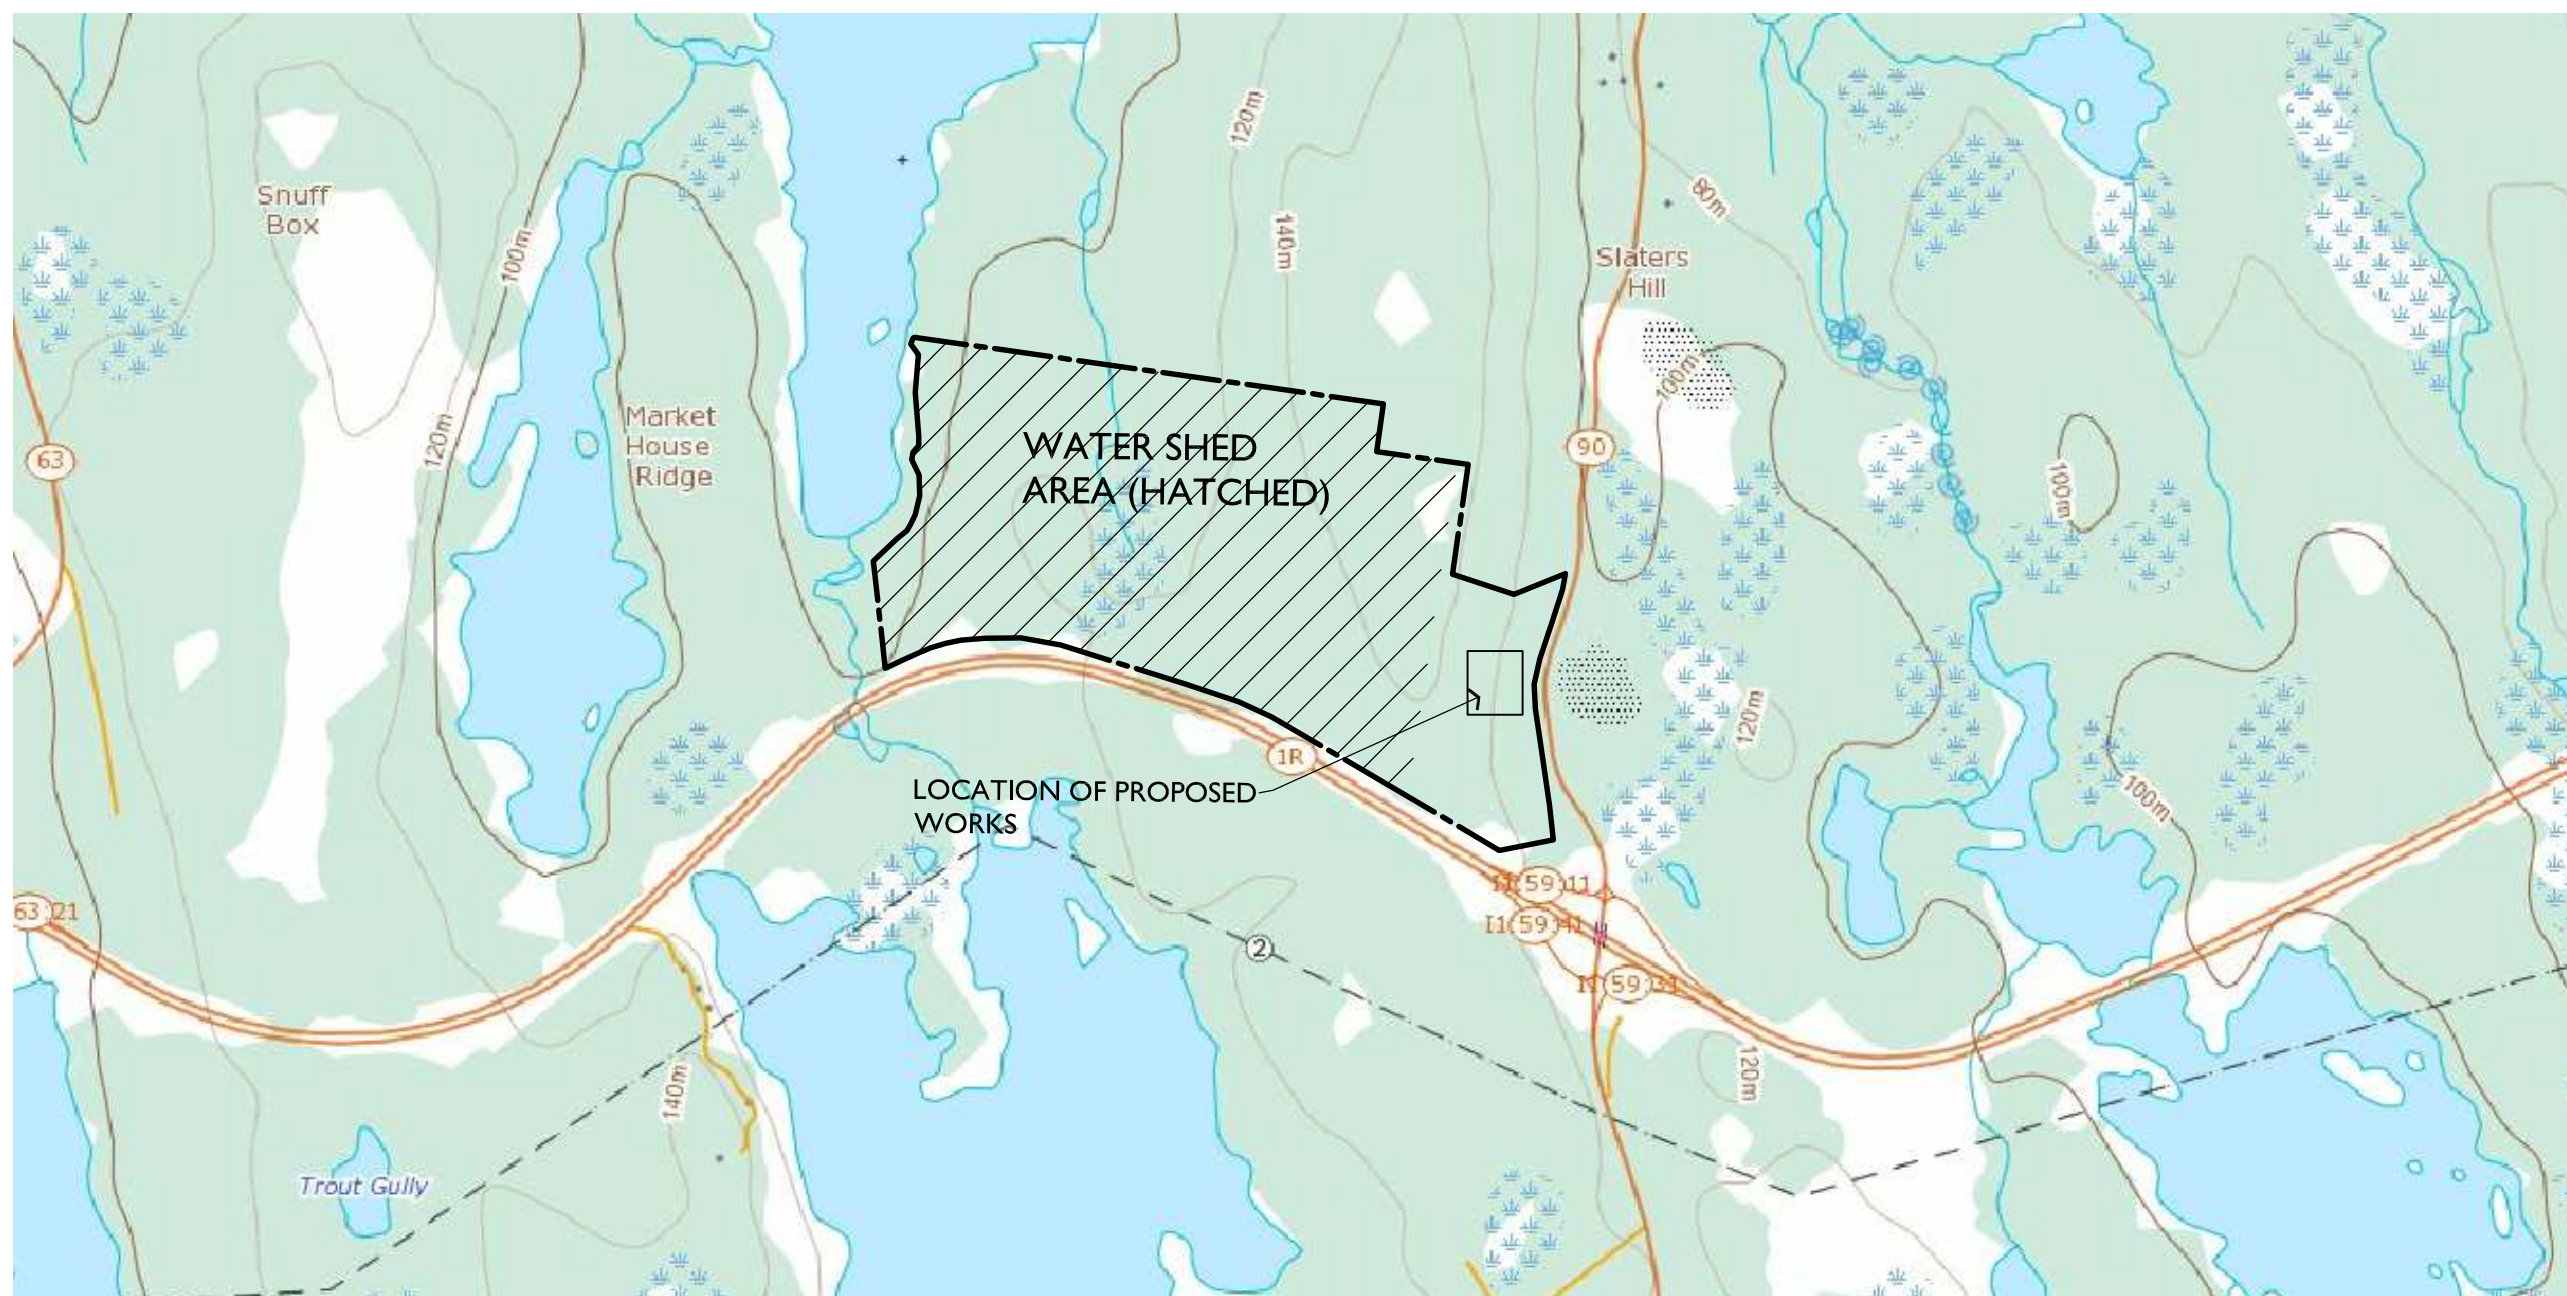 120m
60m
140m
Snuff
Box
100m
Slaters
Hill
100m
Market
House
Ridge
120m
63
90
WATER SHED
AREA (HATCHED)
100m
120m
1R
LOCATION OF PROPOSED
WORKS
100m
59
63 21
59
2
59
140m
120m
Trout Gully